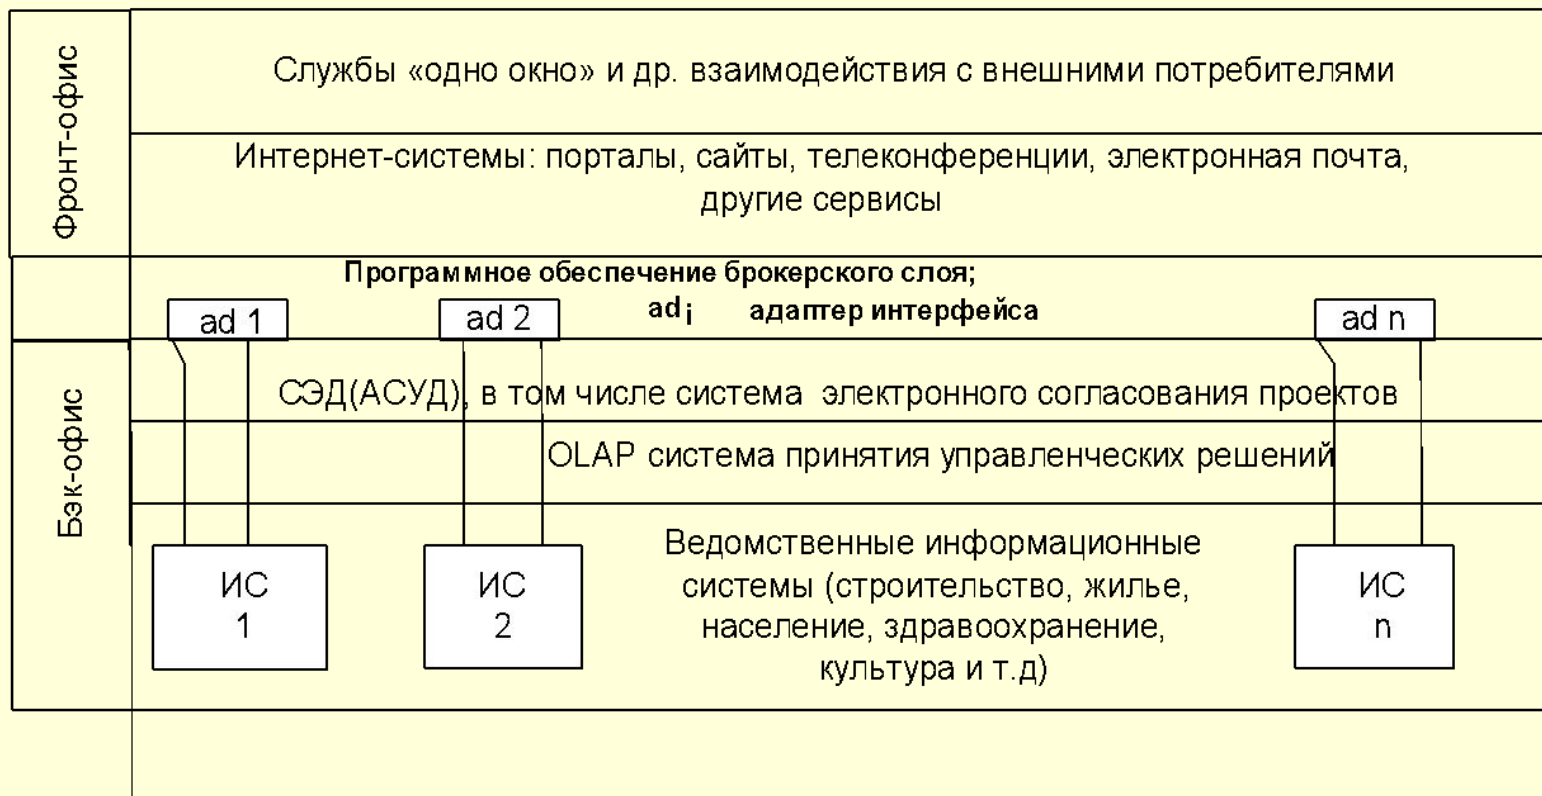 Фронт-офис
Службы «одно окно» и др. взаимодействия с внешними потребителями
Интернет-системы: порталы, сайты, телеконференции, электронная почта,
другие сервисы
Программное обеспечение брокерского слоя;
ad i адаптер интерфейса
ad 1
ad 2
ad n
Бэк-офис
СЭД(АСУД), в том числе система электронного согласования проектов
OLAP система принятия управленческих решений
Ведомственные информационные
системы (строительство, жилье,
население, здравоохранение,
культура и т.д)
ИС
1
ИС
2
ИС
n